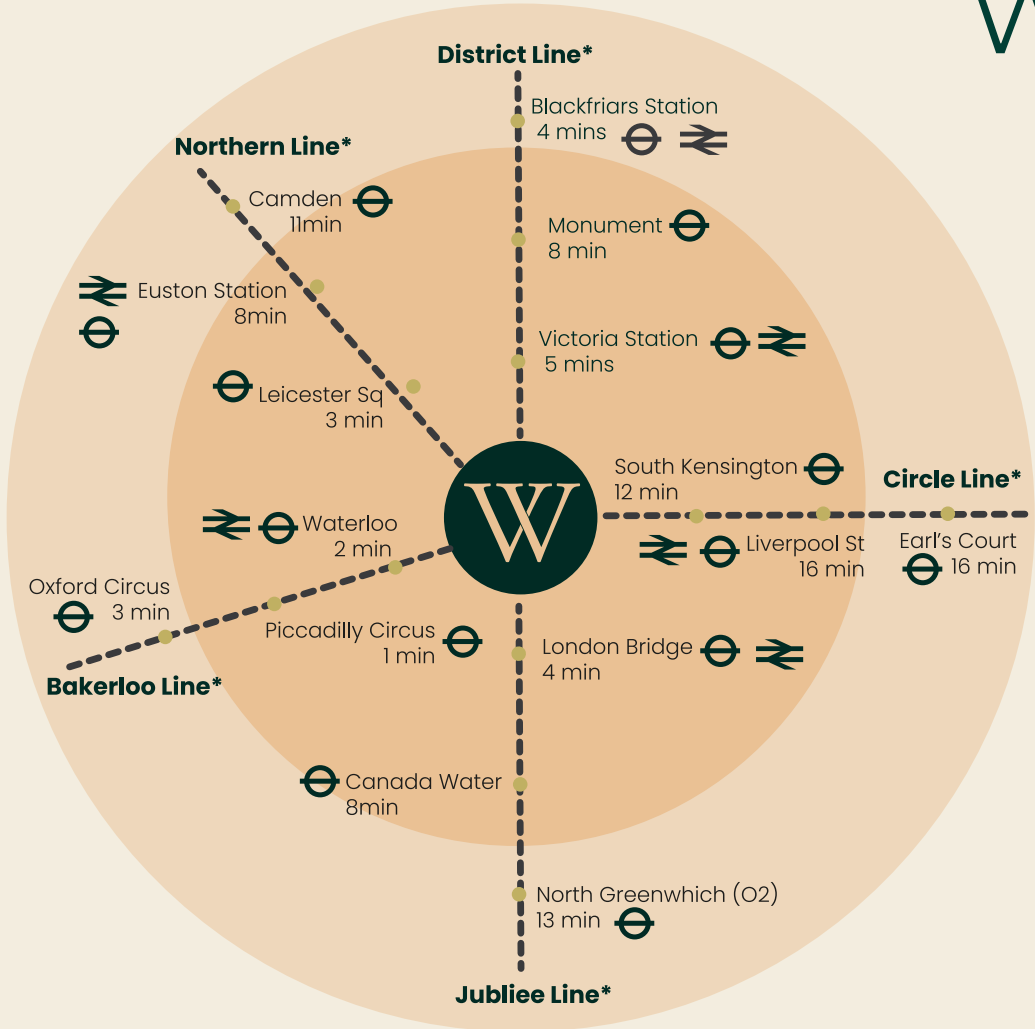 W
District Line*
Blackfriars Station
4 mins
Northern Line*
Camden
11min
Monument
8 min
Euston Station
8min
Victoria Station
5 mins
Leicester Sq
3 min
South Kensington
12 min
Circle Line*
W
Waterloo
2 min
Liverpool St
16 min
Earl's Court
16 min
Oxford Circus
3 min
Piccadilly Circus
1 min
London Bridge
4 min
Bakerloo Line*
Canada Water
8min
North Greenwhich (O2)
13 min
Jubliee Line*